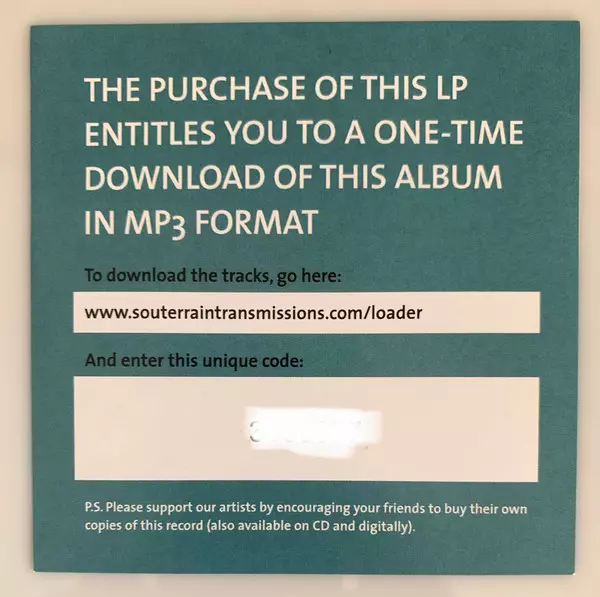 THE PURCHASE OF THIS LP
ENTITLES YOU TO A ONE-TIME
DOWNLOAD OF THIS ALBUM
IN MP3 FORMAT
To download the tracks, go here:
www.souterraintransmissions.com/loader
And enter this unique code:
P.S. Please support our artists by encouraging your friends to buy their own
copies of this record (also available on CD and digitally).